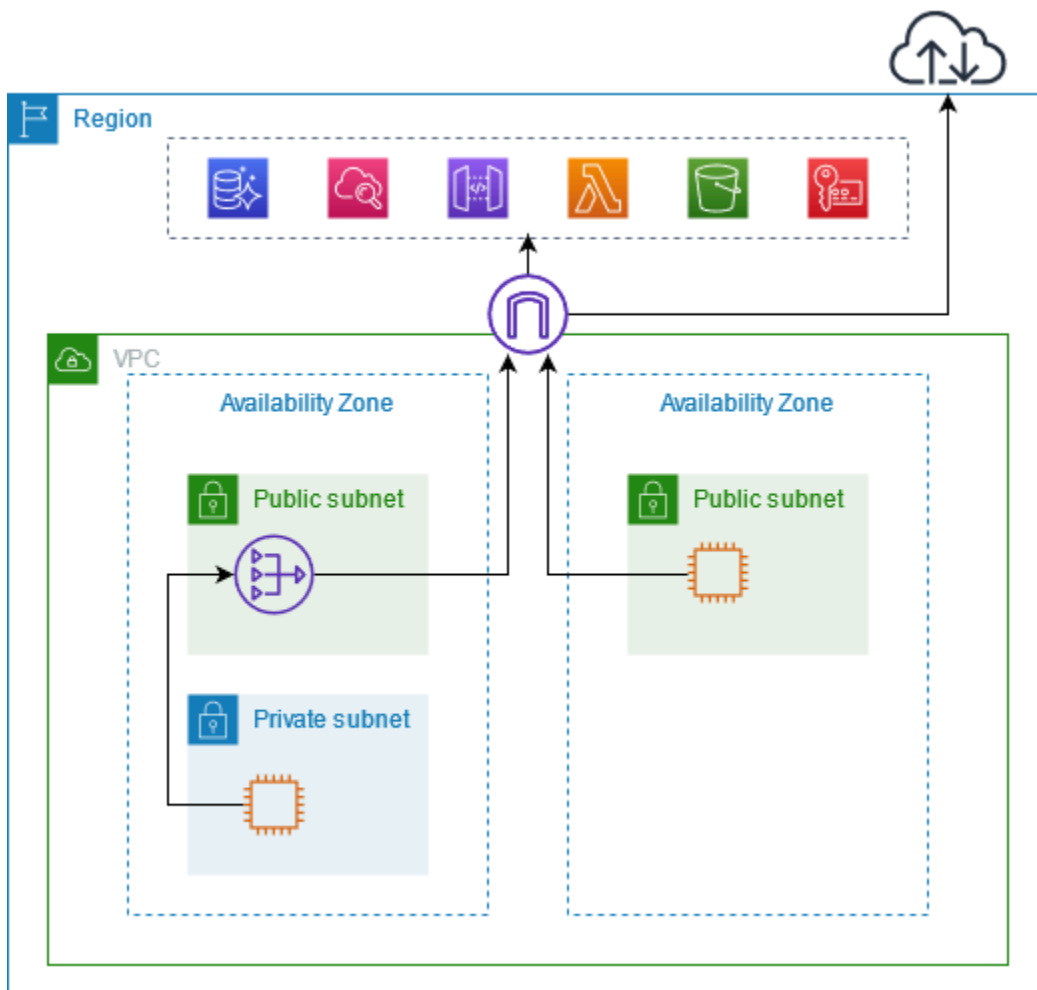 Region
VPC
Availability Zone
Availability Zone
Public subnet
Public subnet
Private subnet